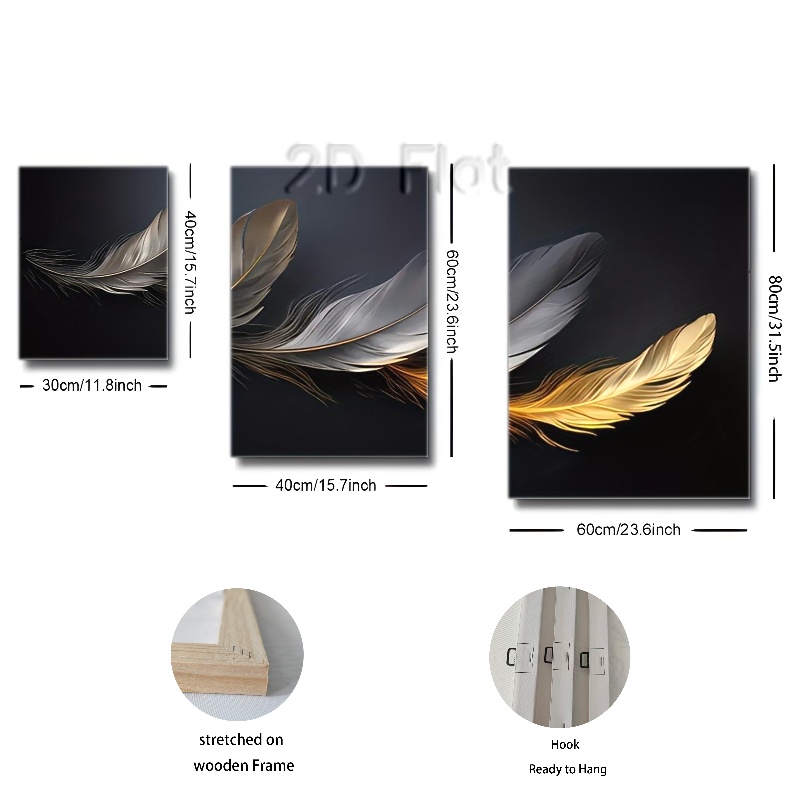 2D Flat
40cm/15.7inch
60cm/23.6inch
80cm/31.5inch
30cm/11.8inch
40cm/15.7inch
60cm/23.6inch
stretched on
wooden Frame
Hook
Ready to Hang